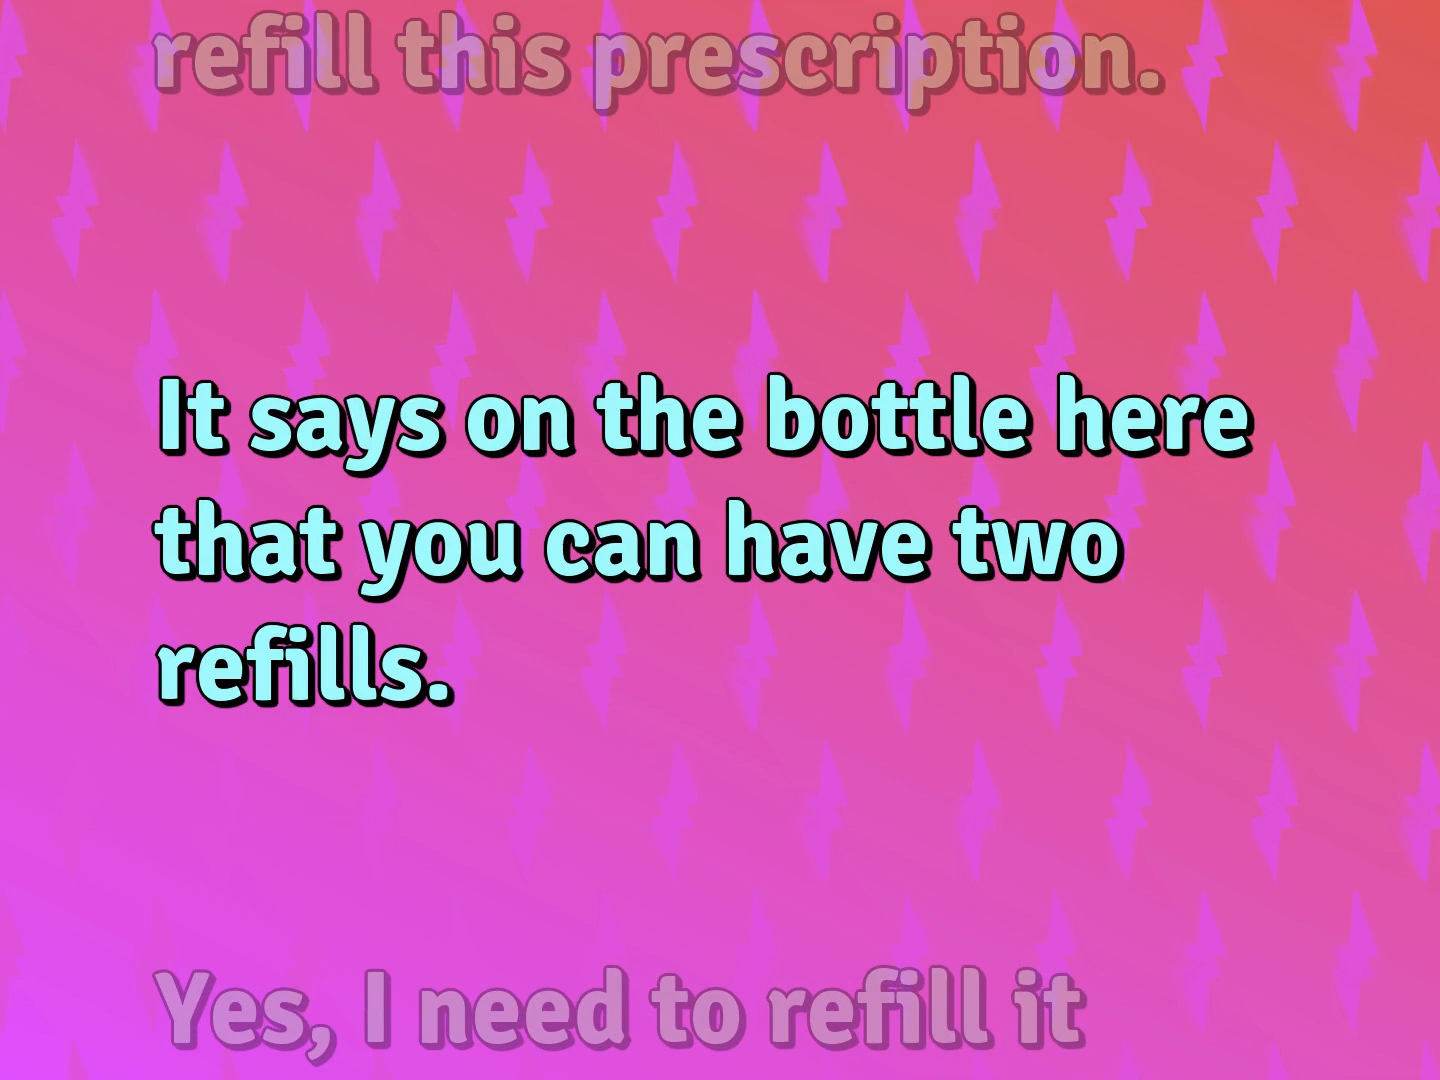 refill this prescription.
It says on the bottle here
that you can have two
refills.
Yes, I need to refill it